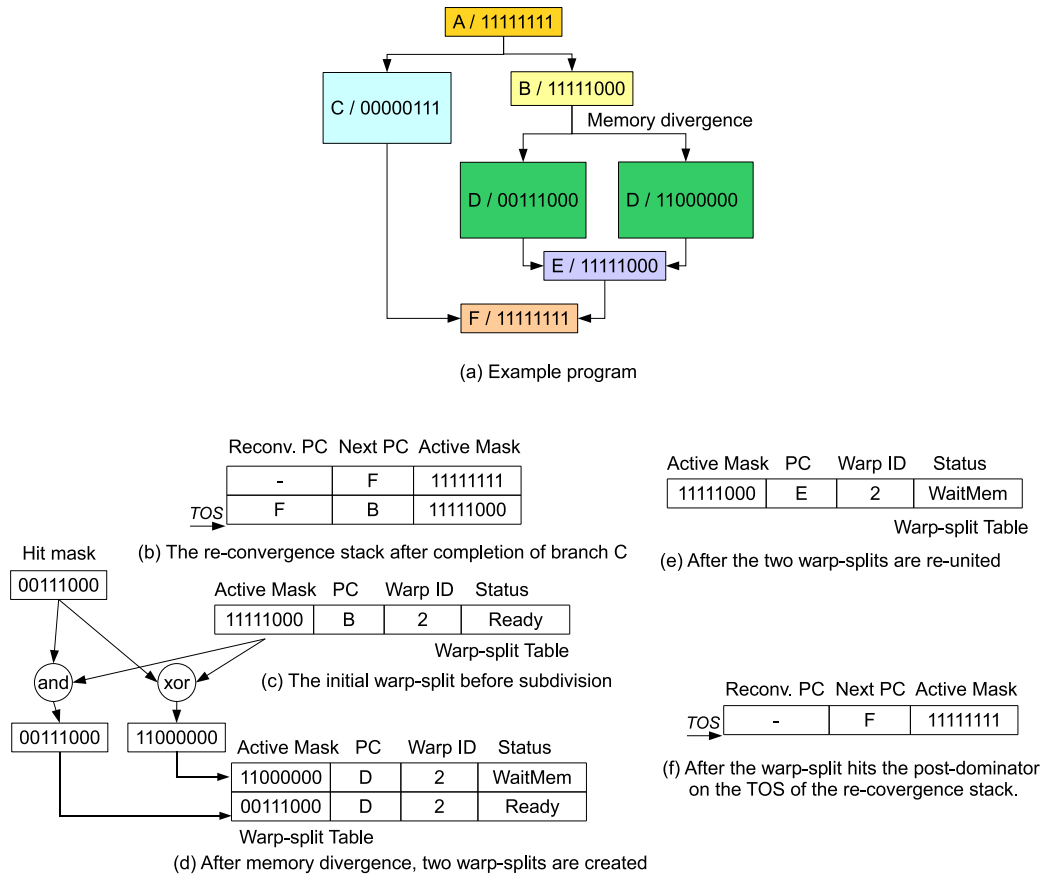 A / 11111111
C / 00000111
B / 11111000
Memory divergence
D / 00111000
D / 11000000
E / 11111000
F / 11111111
(a) Example program
Reconv. PC Next PC Active Mask
- F 11111111
TOS F B 11111000
(b) The re-convergence stack after completion of branch C
Active Mask PC Warp ID Status
11111000 E 2 WaitMem
Warp-split Table
(e) After the two warp-splits are re-united
Hit mask
00111000
Active Mask PC Warp ID Status
11111000 B 2 Ready
Warp-split Table
(c) The initial warp-split before subdivision
and
xor
00111000
11000000
Active Mask PC Warp ID Status
11000000 D 2 WaitMem
00111000 D 2 Ready
Warp-split Table
(d) After memory divergence, two warp-splits are created
Reconv. PC Next PC Active Mask
TOS - F 11111111
(f) After the warp-split hits the post-dominator
on the TOS of the re-covergence stack.